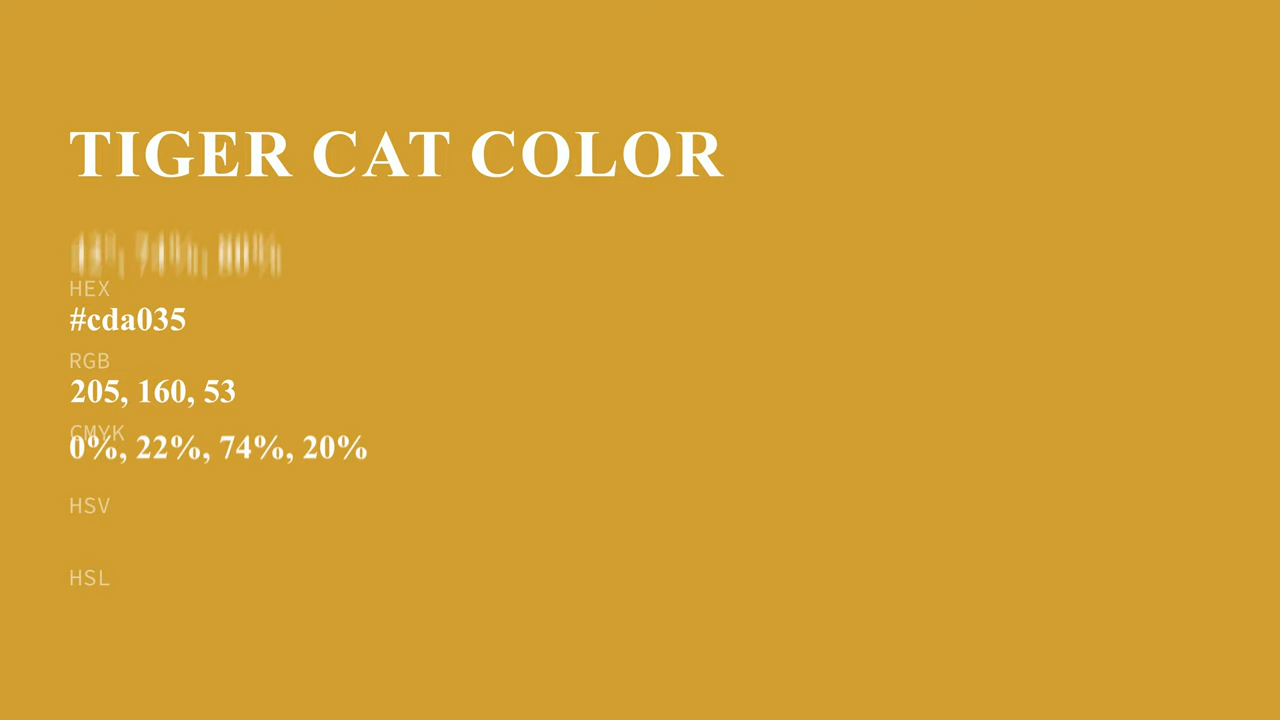 TIGER CAT COLOR
HEX
#cda035
RGB
205, 160, 53
CMYK
0%, 22%, 74%, 20%
HSV
HSL